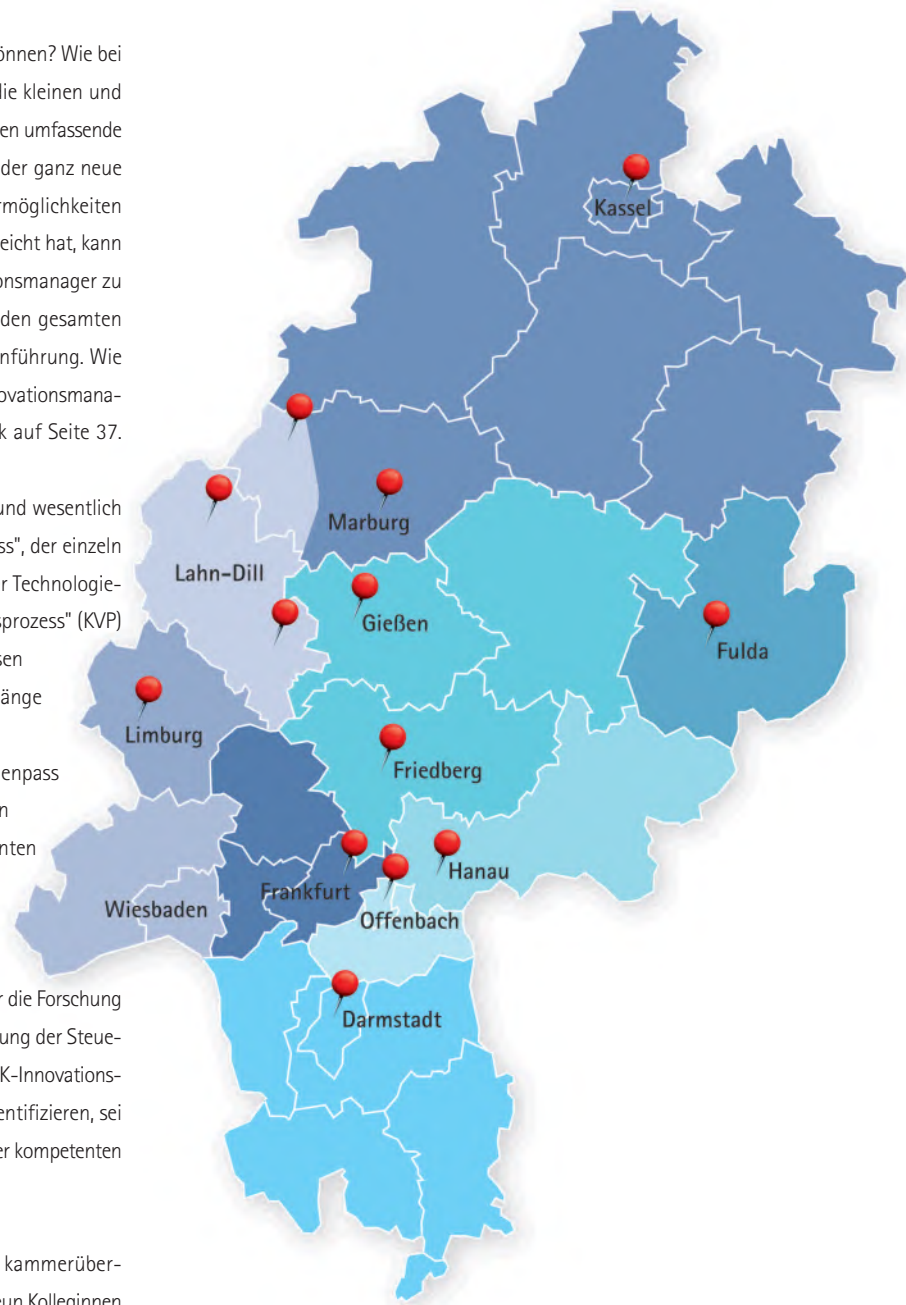 önnen? Wie bei
die kleinen und
en umfassende
der ganz neue
rmöglichkeiten
eicht hat, kann
onsmanager zu
den gesamten
nführung. Wie
ovationsmana-
k auf Seite 37.
und wesentlich
ss", der einzeln
r Technologie-
sprozess" (KVP)
sen
änge
enpass
n
nten
r die Forschung
ung der Steue-
K-Innovations-
entifizieren, sei
er kompetenten
kammerüber-
eun Kolleginnen
Kassel
Marburg
Lahn-Dill
Gießen
Fulda
Limburg
Friedberg
Hanau
Frankfurt
Wiesbaden
Offenbach
Darmstadt